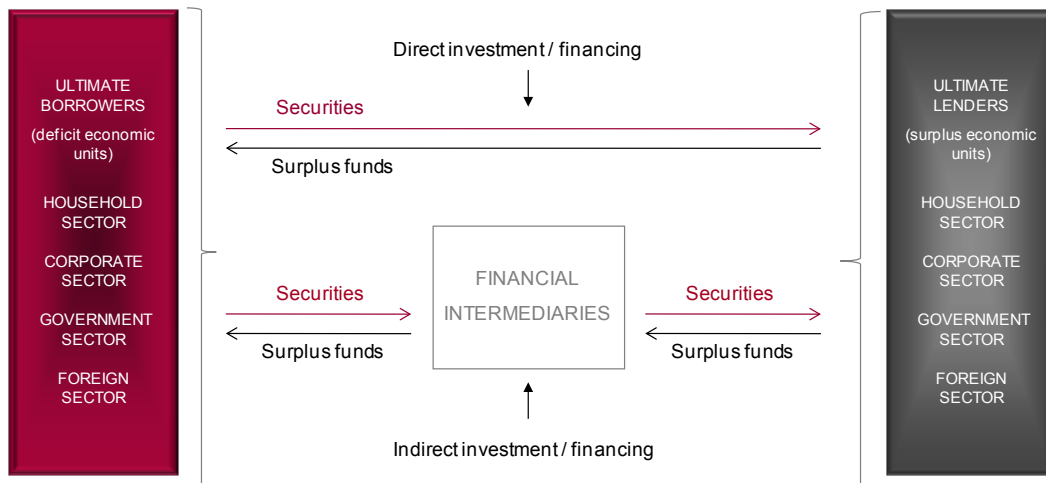 ULTIMATE
BORROWERS
(deficit economic
units)
HOUSEHOLD
SECTOR
CORPORATE
SECTOR
GOVERNMENT
SECTOR
FOREIGN
SECTOR
Direct investment / financing
Securities
Surplus funds
FINANCIAL
INTERMEDIARIES
Securities
Surplus funds
Securities
Surplus funds
Indirect investment / financing
ULTIMATE
LENDERS
(surplus economic
units)
HOUSEHOLD
SECTOR
CORPORATE
SECTOR
GOVERNMENT
SECTOR
FOREIGN
SECTOR